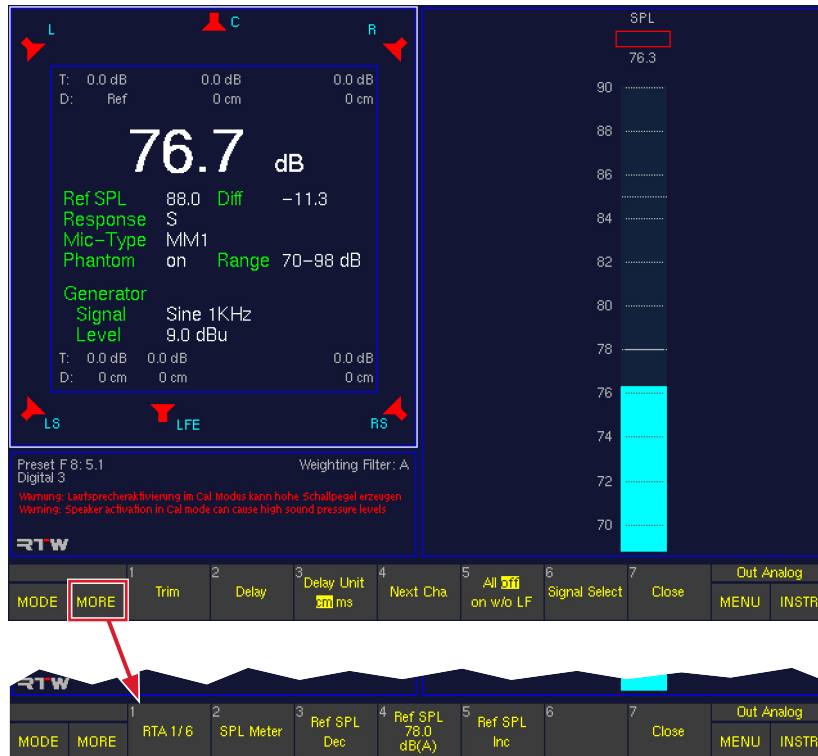 L
C
R
T: 0.0 dB 0.0 dB 0.0 dB
D: Ref 0 cm 0 cm
76.7 dB
Ref SPL 88.0 Diff −11.3
Response S
Mic−Type MM1
Phantom on Range 70−98 dB
Generator
Signal Sine 1KHz
Level 9.0 dBu
T: 0.0 dB 0.0 dB 0.0 dB
D: 0 cm 0 cm 0 cm
LS
LFE
RS
Preset F 8: 5.1 Weighting Filter: A
Digital 3
Warnung: Lautsprecheraktivierung im Cal Modus kann hohe Schallpegel erzeugen
Warning: Speaker activation in Cal mode can cause high sound pressure levels
RTW
SPL
76.3
90
88
86
84
82
80
78
76
74
72
70
MODE
MORE
1 Trim
2 Delay
3 Delay Unit
cm ms
4 Next Cha
5 All off
on w/o LF
6 Signal Select
7 Close
Out Analog
MENU INSTR
RTW
MODE
MORE
1 RTA 1/6
2 SPL Meter
3 Ref SPL
Dec
4 Ref SPL
78.0
dB(A)
5 Ref SPL
Inc
6
7 Close
Out Analog
MENU INSTR